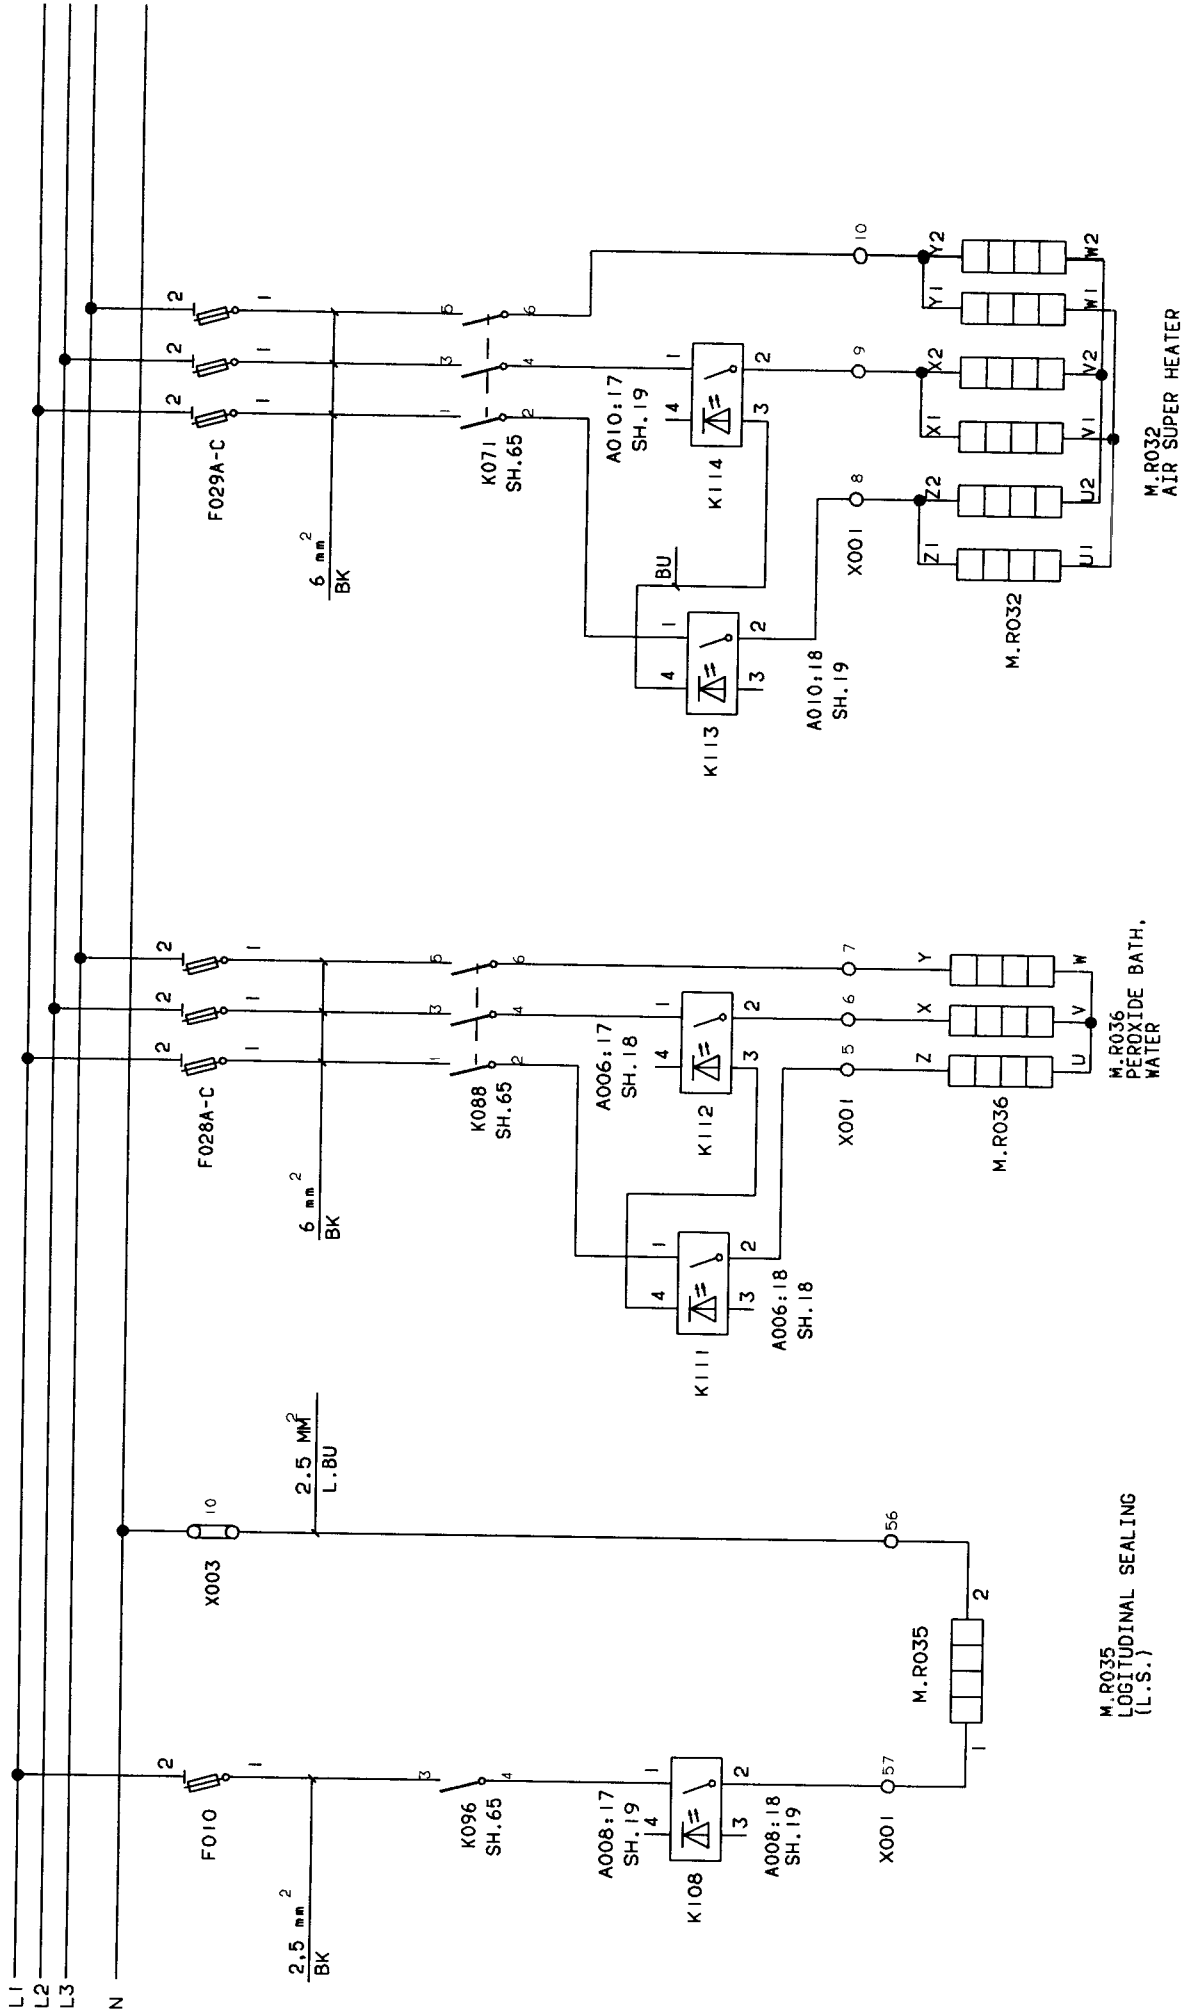 L1
L2
L3
N
2
F010
1
2,5 mm²
BK
3
K096
SH.65
4
A008:17
SH.19
1
4
K108
2
3
A008:18
SH.19
X001
57
1
M.R035
2
56
X003
10
2.5 MM²
L.BU
M.R035
LOGITUDINAL SEALING
(L.S.)
2
2
2
F028A-C
1
1
1
6 mm²
BK
1
3
5
K088
SH.65
2
4
6
A006:17
SH.18
1
4
K112
2
3
1
4
K111
2
3
A006:18
SH.18
X001
5
6
7
Z
X
Y
M.R036
U
V
W
M.R036
PEROXIDE BATH,
WATER
2
2
2
F029A-C
1
1
1
6 mm²
BK
1
3
5
K071
SH.65
2
4
6
A010:17
SH.19
1
4
K114
2
3
BU
1
4
K113
2
3
A010:18
SH.19
X001
8
9
10
Z1
Z2
X1
X2
Y1
Y2
M.R032
U1
U2
V1
V2
W1
W2
M.R032
AIR SUPER HEATER